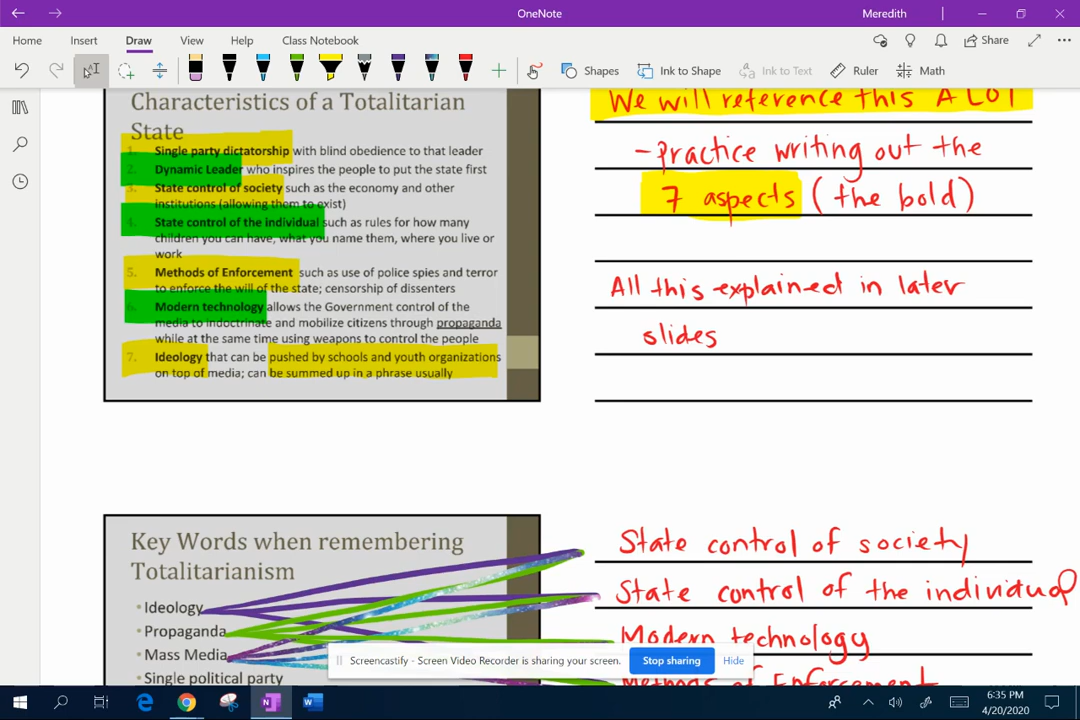 OneNote
Meredith
Home Insert Draw View Help Class Notebook
Share
Shapes Ink to Shape Ink to Text Ruler Math
Characteristics of a Totalitarian
State
1. Single party dictatorship with blind obedience to that leader
2. Dynamic Leader who inspires the people to put the state first
3. State control of society such as the economy and other
institutions (allowing them to exist)
4. State control of the individual such as rules for how many
children you can have, what you name them, where you live or
work
5. Methods of Enforcement such as use of police spies and terror
to enforce the will of the state; censorship of dissenters
6. Modern technology allows the Government control of the
media to indoctrinate and mobilize citizens through propaganda
while at the same time using weapons to control the people
7. Ideology that can be pushed by schools and youth organizations
on top of media; can be summed up in a phrase usually
We will reference this A LOT
-practice writing out the
7 aspects (the bold)
All this explained in later
slides
Key Words when remembering
Totalitarianism
• Ideology
• Propaganda
• Mass Media
• Single political party
State control of society
State control of the individual
Modern technology
Methods of Enforcement
Screencastify - Screen Video Recorder is sharing your screen.
Stop sharing
Hide
6:35 PM
4/20/2020